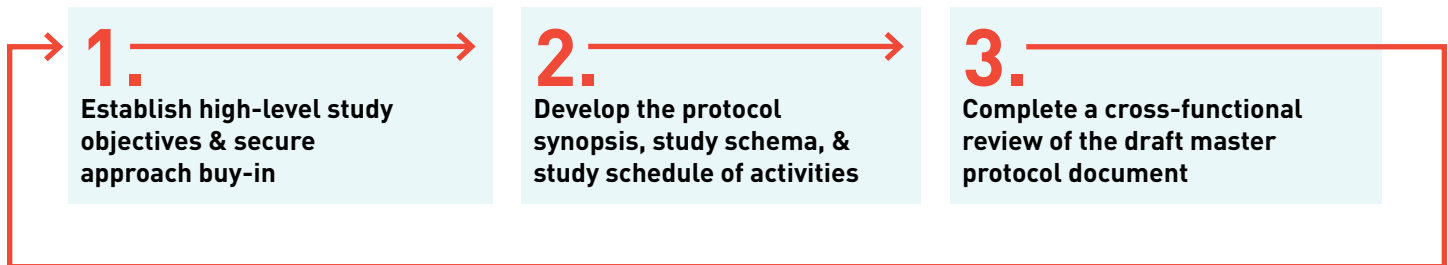 1.
Establish high-level study
objectives & secure
approach buy-in
2.
Develop the protocol
synopsis, study schema, &
study schedule of activities
3.
Complete a cross-functional
review of the draft master
protocol document